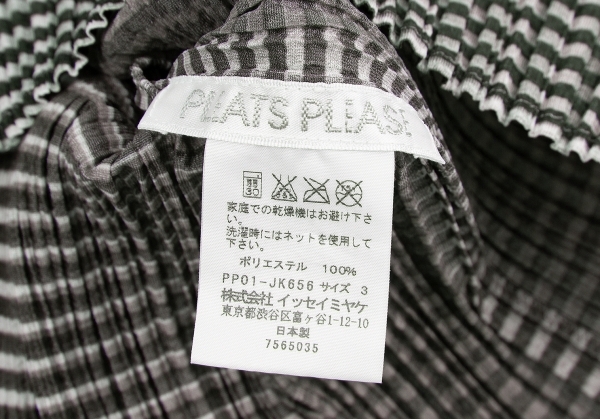 PLEATS PLEASE
弱 30
家庭での乾燥機はお避け下さ
い。
洗濯時にはネットを使用して
下さい。
ポリエステル 100%
PP01-JK656 サイズ 3
株式会社 イッセイミヤケ
東京都渋谷区富ヶ谷1-12-10
日本製
7565035